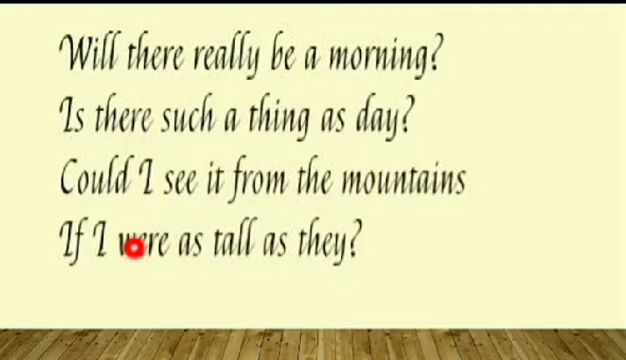 Will there really be a morning?
Is there such a thing as day?
Could I see it from the mountains
If I were as tall as they?